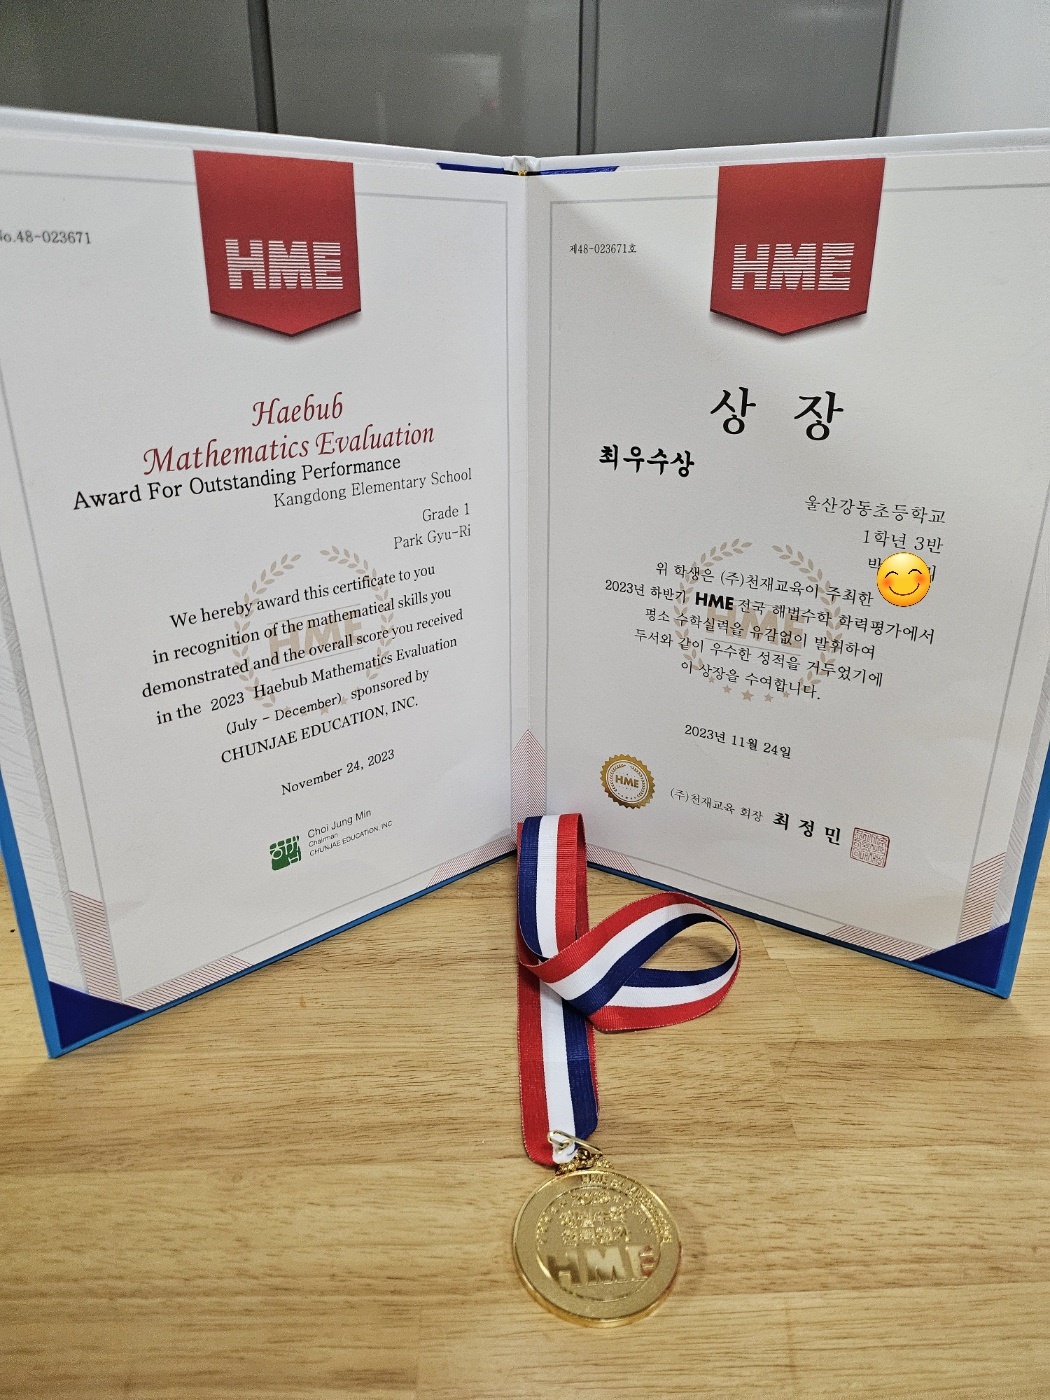 No.48-023671
HME
Haebub
Mathematics Evaluation
Award For Outstanding Performance
Kangdong Elementary School
Grade 1
Park Gyu-Ri
We hereby award this certificate to you
in recognition of the mathematical skills you
demonstrated and the overall score you received
in the 2023 Haebub Mathematics Evaluation
(July - December), sponsored by
CHUNJAE EDUCATION, INC.
November 24, 2023
해법
Choi Jung Min
Chairman
CHUNJAE EDUCATION, INC
HME
제48-023671호
HME
상 장
최우수상
울산강동초등학교
1학년 3반
박
위 학생은 (주)천재교육이 주최한
2023년 하반기 HME 전국 해법수학 학력평가에서
평소 수학실력을 유감없이 발휘하여
두서와 같이 우수한 성적을 거두었기에
이 상장을 수여합니다.
HME
2023년 11월 24일
HME
(주)천재교육 회장 최 정 민
HME